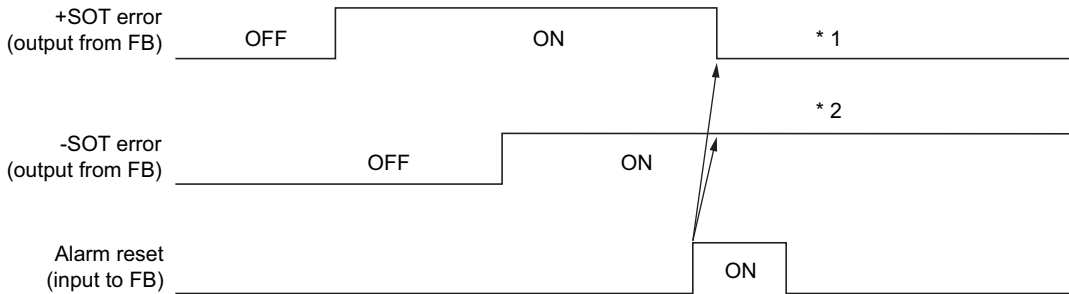 +SOT error
(output from FB)
OFF
ON
* 1
* 2
-SOT error
(output from FB)
OFF
ON
Alarm reset
(input to FB)
ON